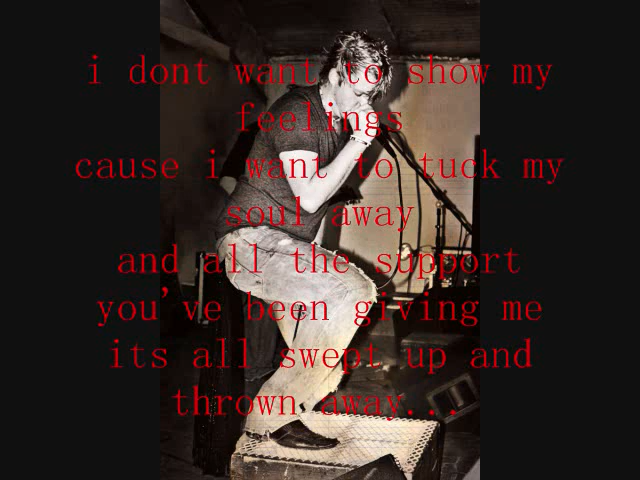 i dont want to show my
feelings
cause i want to tuck my
soul away
and all the support
you've been giving me
its all swept up and
thrown away...